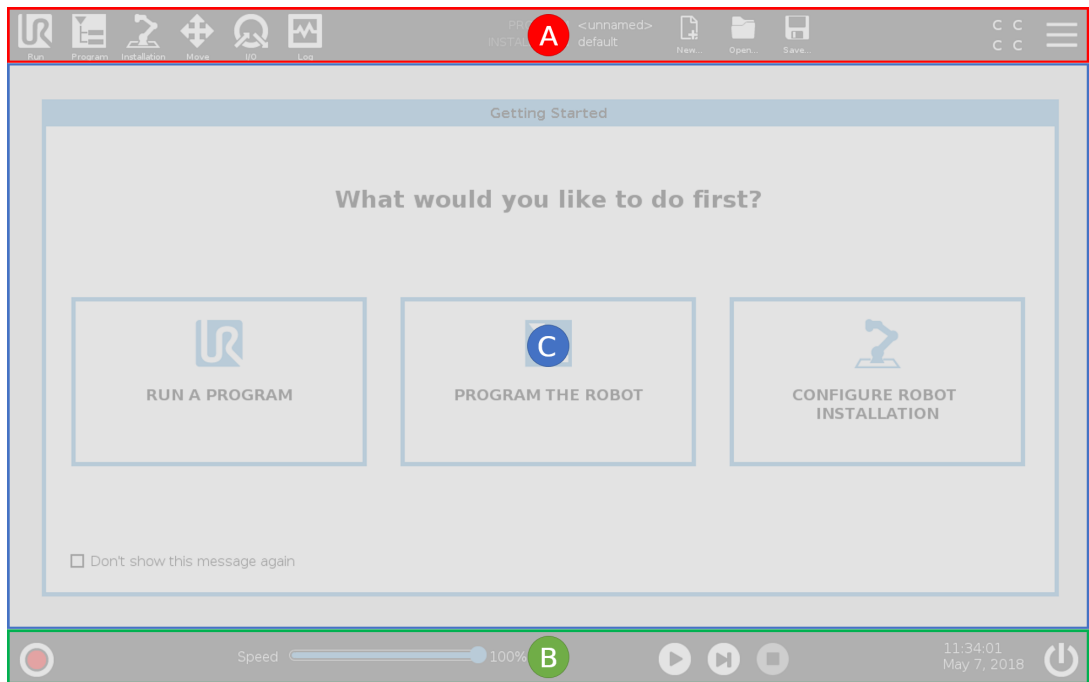 <unnamed>
default
C C
C C
Run
Program
Installation
Move
I/O
Log
A
New...
Open...
Save...
Getting Started
What would you like to do first?
C
RUN A PROGRAM
PROGRAM THE ROBOT
CONFIGURE ROBOT
INSTALLATION
Don't show this message again
Speed
100%
B
11:34:01
May 7, 2018